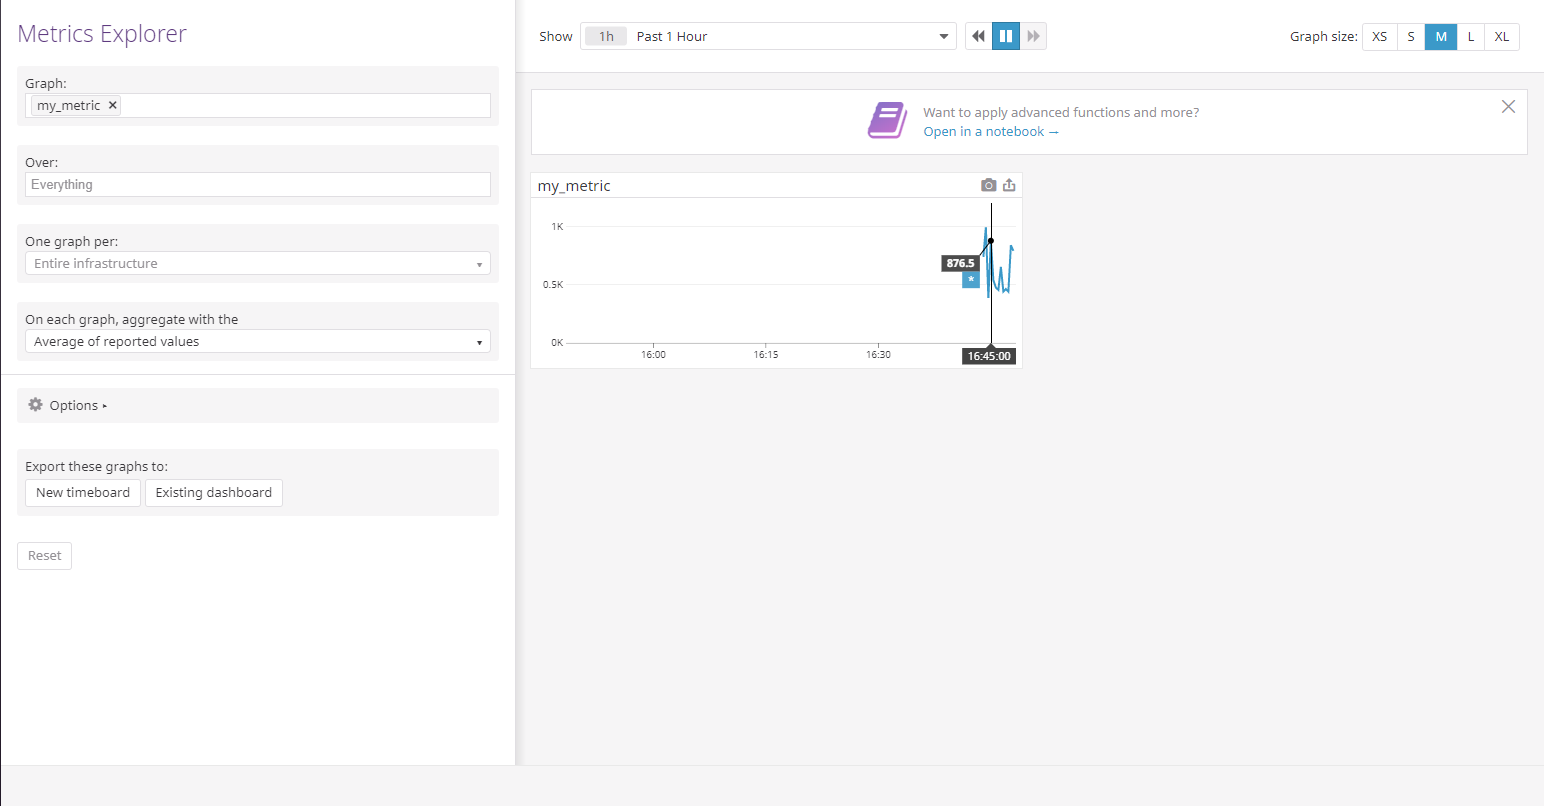 Metrics Explorer
Graph:
my_metric ×
Over:
Everything
One graph per:
Entire infrastructure
On each graph, aggregate with the
Average of reported values
Options
Export these graphs to:
New timeboard Existing dashboard
Reset
Show 1h Past 1 Hour
Graph size: XS S M L XL
Want to apply advanced functions and more?
Open in a notebook →
my_metric
1K
876.5
*
0.5K
0K
16:00 16:15 16:30 16:45:00